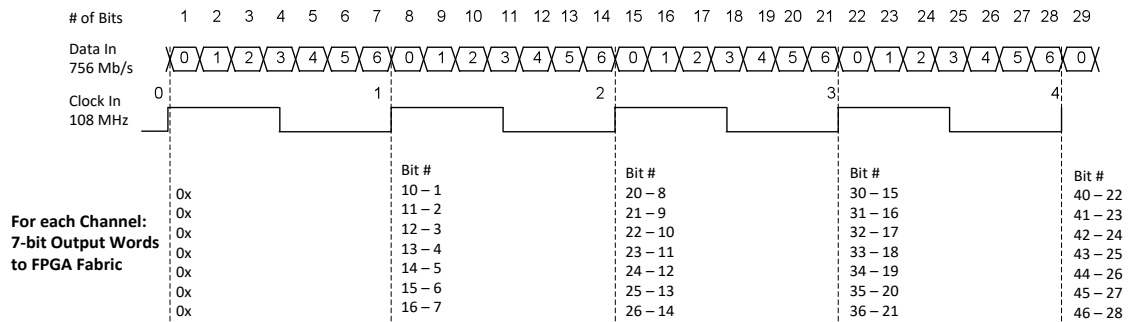 # of Bits 1 2 3 4 5 6 7 8 9 10 11 12 13 14 15 16 17 18 19 20 21 22 23 24 25 26 27 28 29
Data In
756 Mb/s
0 1 2 3 4 5 6 0 1 2 3 4 5 6 0 1 2 3 4 5 6 0 1 2 3 4 5 6 0
0 1 2 3 4
Clock In
108 MHz
For each Channel:
7-bit Output Words
to FPGA Fabric
0x
0x
0x
0x
0x
0x
0x
Bit #
10 – 1
11 – 2
12 – 3
13 – 4
14 – 5
15 – 6
16 – 7
Bit #
20 – 8
21 – 9
22 – 10
23 – 11
24 – 12
25 – 13
26 – 14
Bit #
30 – 15
31 – 16
32 – 17
33 – 18
34 – 19
35 – 20
36 – 21
Bit #
40 – 22
41 – 23
42 – 24
43 – 25
44 – 26
45 – 27
46 – 28